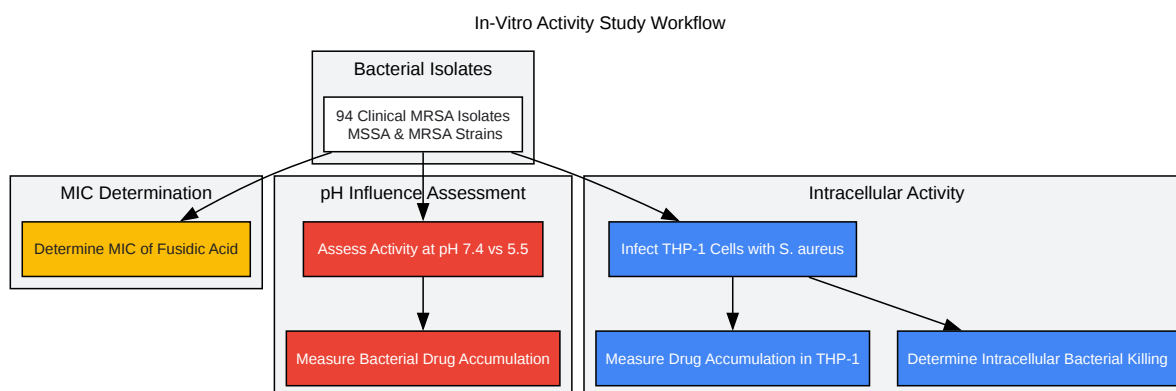 In-Vitro Activity Study Workflow
Bacterial Isolates
94 Clinical MRSA Isolates
MSSA & MRSA Strains
MIC Determination
Determine MIC of Fusidic Acid
pH Influence Assessment
Assess Activity at pH 7.4 vs 5.5
Measure Bacterial Drug Accumulation
Intracellular Activity
Infect THP-1 Cells with S. aureus
Measure Drug Accumulation in THP-1
Determine Intracellular Bacterial Killing